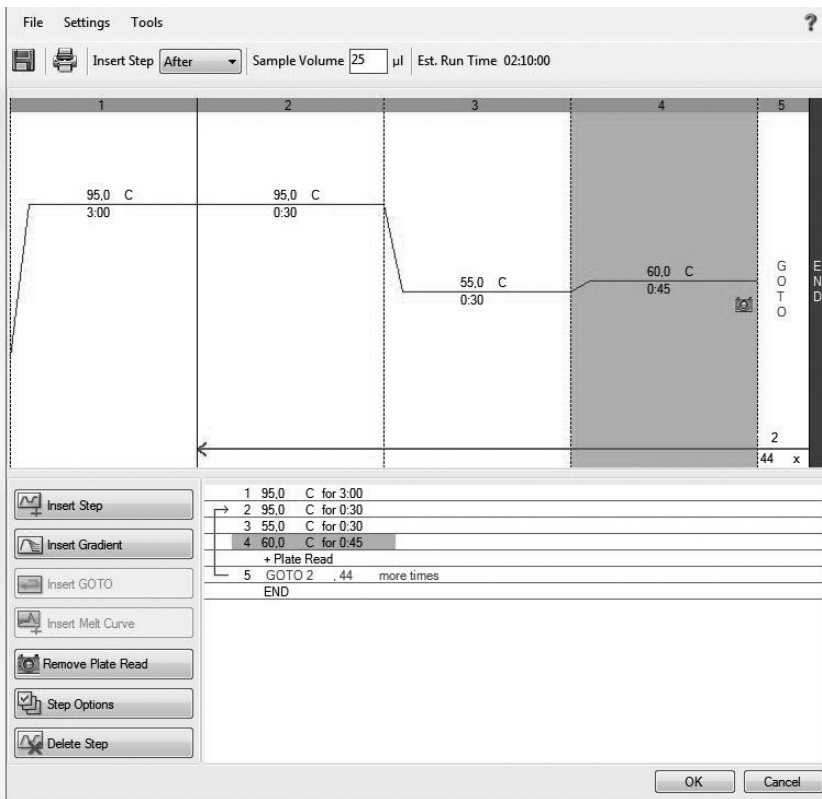 File Settings Tools ?
Insert Step After Sample Volume 25 µl Est. Run Time 02:10:00
1 2 3 4 5
95,0 C
3:00
95,0 C
0:30
55,0 C
0:30
60,0 C
0:45
GOTO
END
2
44 x
Insert Step
Insert Gradient
Insert GOTO
Insert Melt Curve
Remove Plate Read
Step Options
Delete Step
1 95,0 C for 3:00
2 95,0 C for 0:30
3 55,0 C for 0:30
4 60,0 C for 0:45
+ Plate Read
5 GOTO 2 , 44 more times
END
OK Cancel